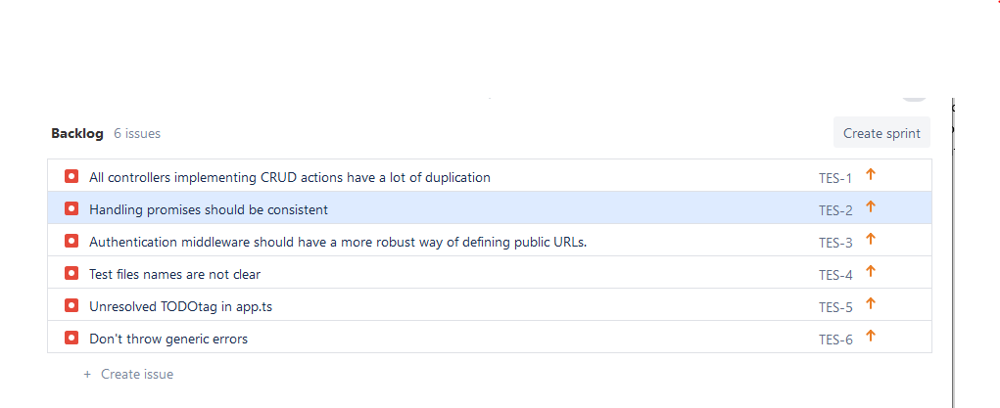 Backlog 6 issues Create sprint
All controllers implementing CRUD actions have a lot of duplication TES-1
Handling promises should be consistent TES-2
Authentication middleware should have a more robust way of defining public URLs. TES-3
Test files names are not clear TES-4
Unresolved TODOtag in app.ts TES-5
Don't throw generic errors TES-6
+ Create issue